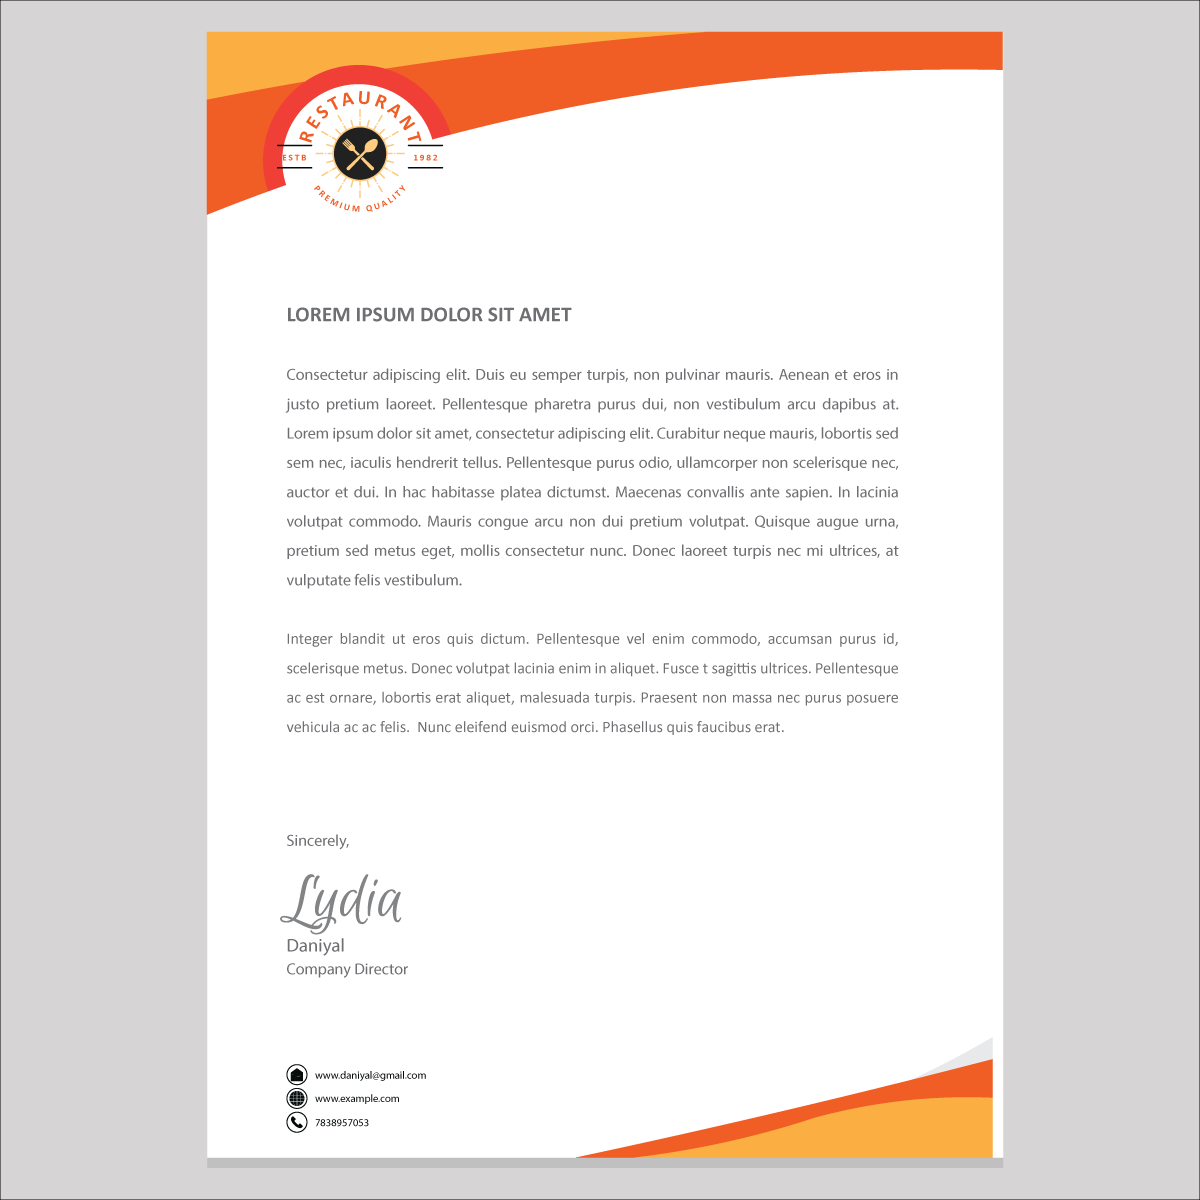 RESTAURANT
ESTB 1982
PREMIUM QUALITY
LOREM IPSUM DOLOR SIT AMET
Consectetur adipiscing elit. Duis eu semper turpis, non pulvinar mauris. Aenean et eros in
justo pretium laoreet. Pellentesque pharetra purus dui, non vestibulum arcu dapibus at.
Lorem ipsum dolor sit amet, consectetur adipiscing elit. Curabitur neque mauris, lobortis sed
sem nec, iaculis hendrerit tellus. Pellentesque purus odio, ullamcorper non scelerisque nec,
auctor et dui. In hac habitasse platea dictumst. Maecenas convallis ante sapien. In lacinia
volutpat commodo. Mauris congue arcu non dui pretium volutpat. Quisque augue urna,
pretium sed metus eget, mollis consectetur nunc. Donec laoreet turpis nec mi ultrices, at
vulputate felis vestibulum.
Integer blandit ut eros quis dictum. Pellentesque vel enim commodo, accumsan purus id,
scelerisque metus. Donec volutpat lacinia enim in aliquet. Fusce t sagittis ultrices. Pellentesque
ac est ornare, lobortis erat aliquet, malesuada turpis. Praesent non massa nec purus posuere
vehicula ac ac felis.  Nunc eleifend euismod orci. Phasellus quis faucibus erat.
Sincerely,
Lydia
Daniyal
Company Director
www.daniyal@gmail.com
www.example.com
7838957053